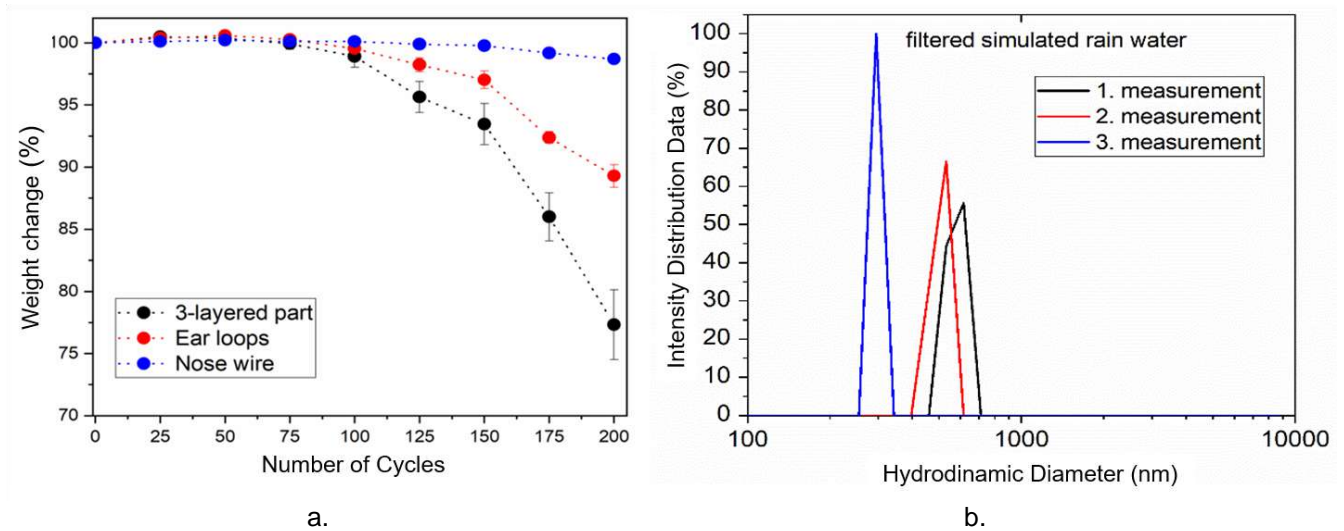 Weight change (%)
100
95
90
85
80
75
70
3-layered part
Ear loops
Nose wire
0 25 50 75 100 125 150 175 200
Number of Cycles
a.
Intensity Distribution Data (%)
100
90
80
70
60
50
40
30
20
10
0
filtered simulated rain water
1. measurement
2. measurement
3. measurement
100 1000 10000
Hydrodinamic Diameter (nm)
b.